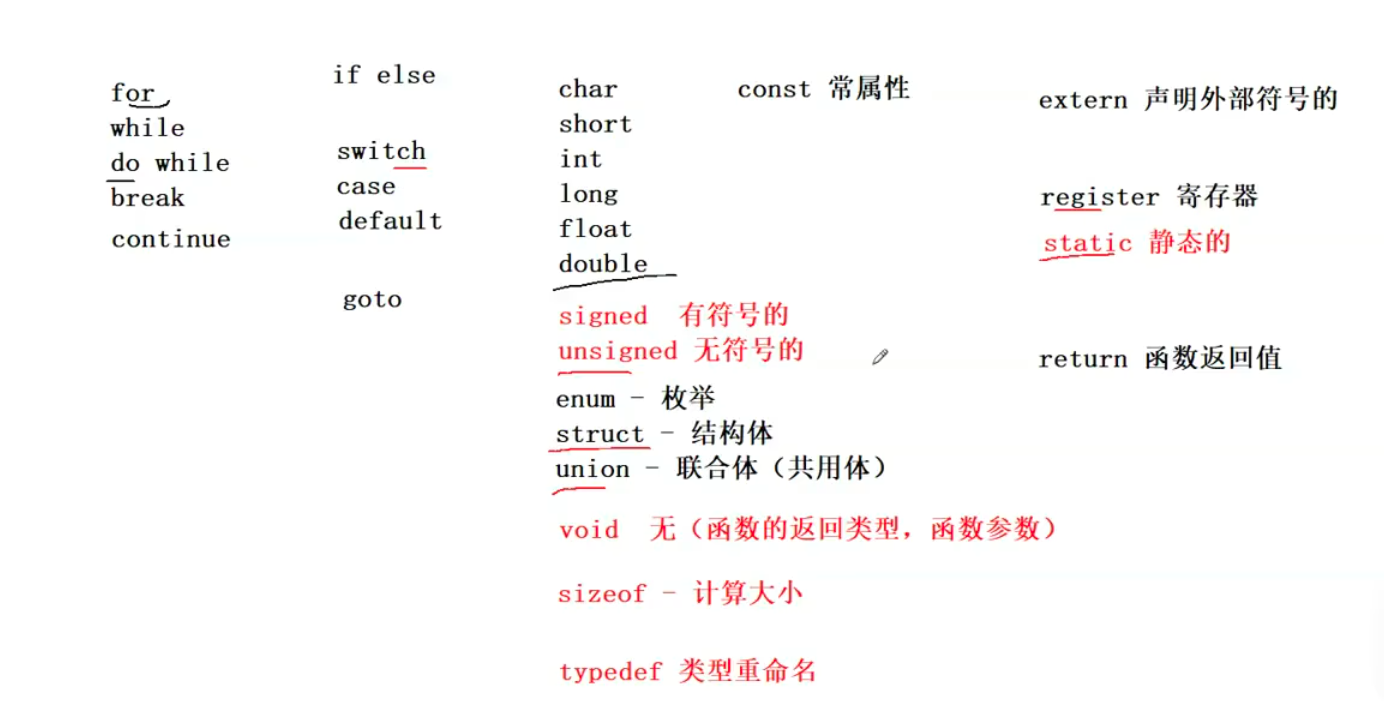 for
while
do while
break
continue
if else
switch
case
default
goto
char
short
int
long
float
double
signed 有符号的
unsigned 无符号的
enum - 枚举
struct - 结构体
union - 联合体（共用体）
void 无（函数的返回类型，函数参数）
sizeof - 计算大小
typedef 类型重命名
const 常属性
extern 声明外部符号的
register 寄存器
static 静态的
return 函数返回值